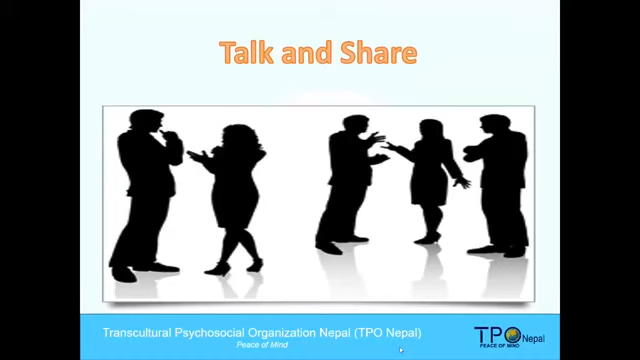 Talk and Share
Transcultural Psychosocial Organization Nepal (TPO Nepal)
Peace of Mind
TPO Nepal
PEACE OF MIND